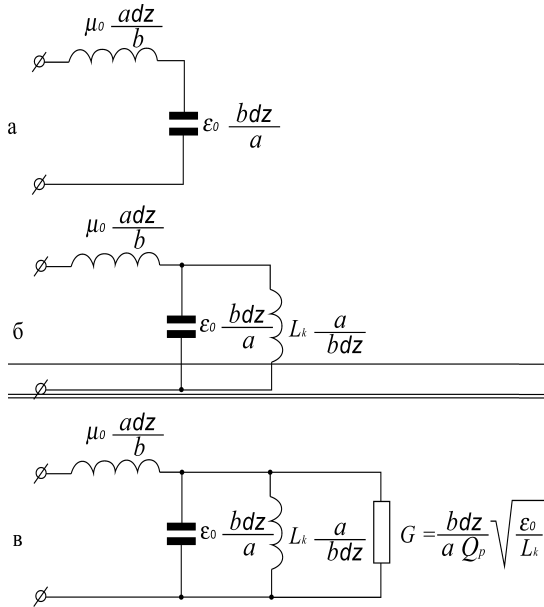 μ₀ adz/b
а
ε₀ bdz/a
μ₀ adz/b
б
ε₀ bdz/a Lₖ a/bdz
μ₀ adz/b
в
ε₀ bdz/a Lₖ a/bdz G = bdz/(a Qₚ) √(ε₀/Lₖ)